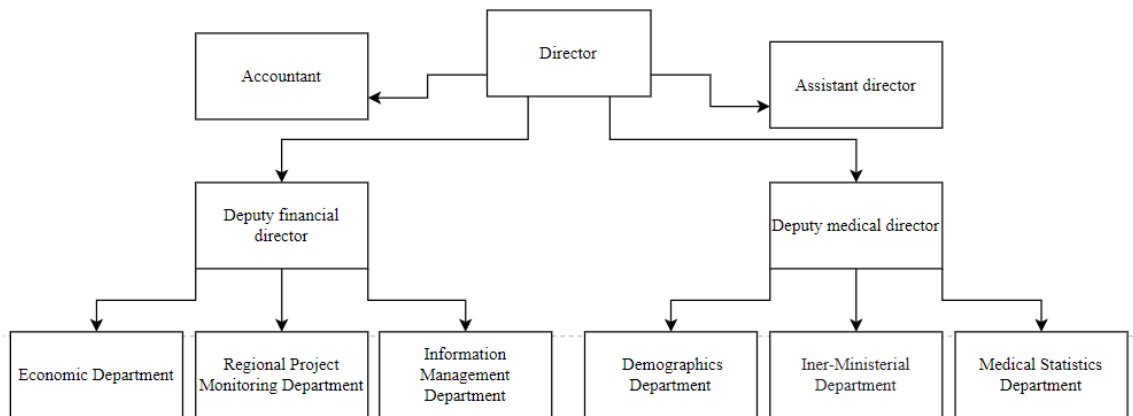 Director
Accountant
Assistant director
Deputy financial
director
Deputy medical director
Economic Department
Regional Project
Monitoring Department
Information
Management
Department
Demographics
Department
Iner-Ministerial
Department
Medical Statistics
Department